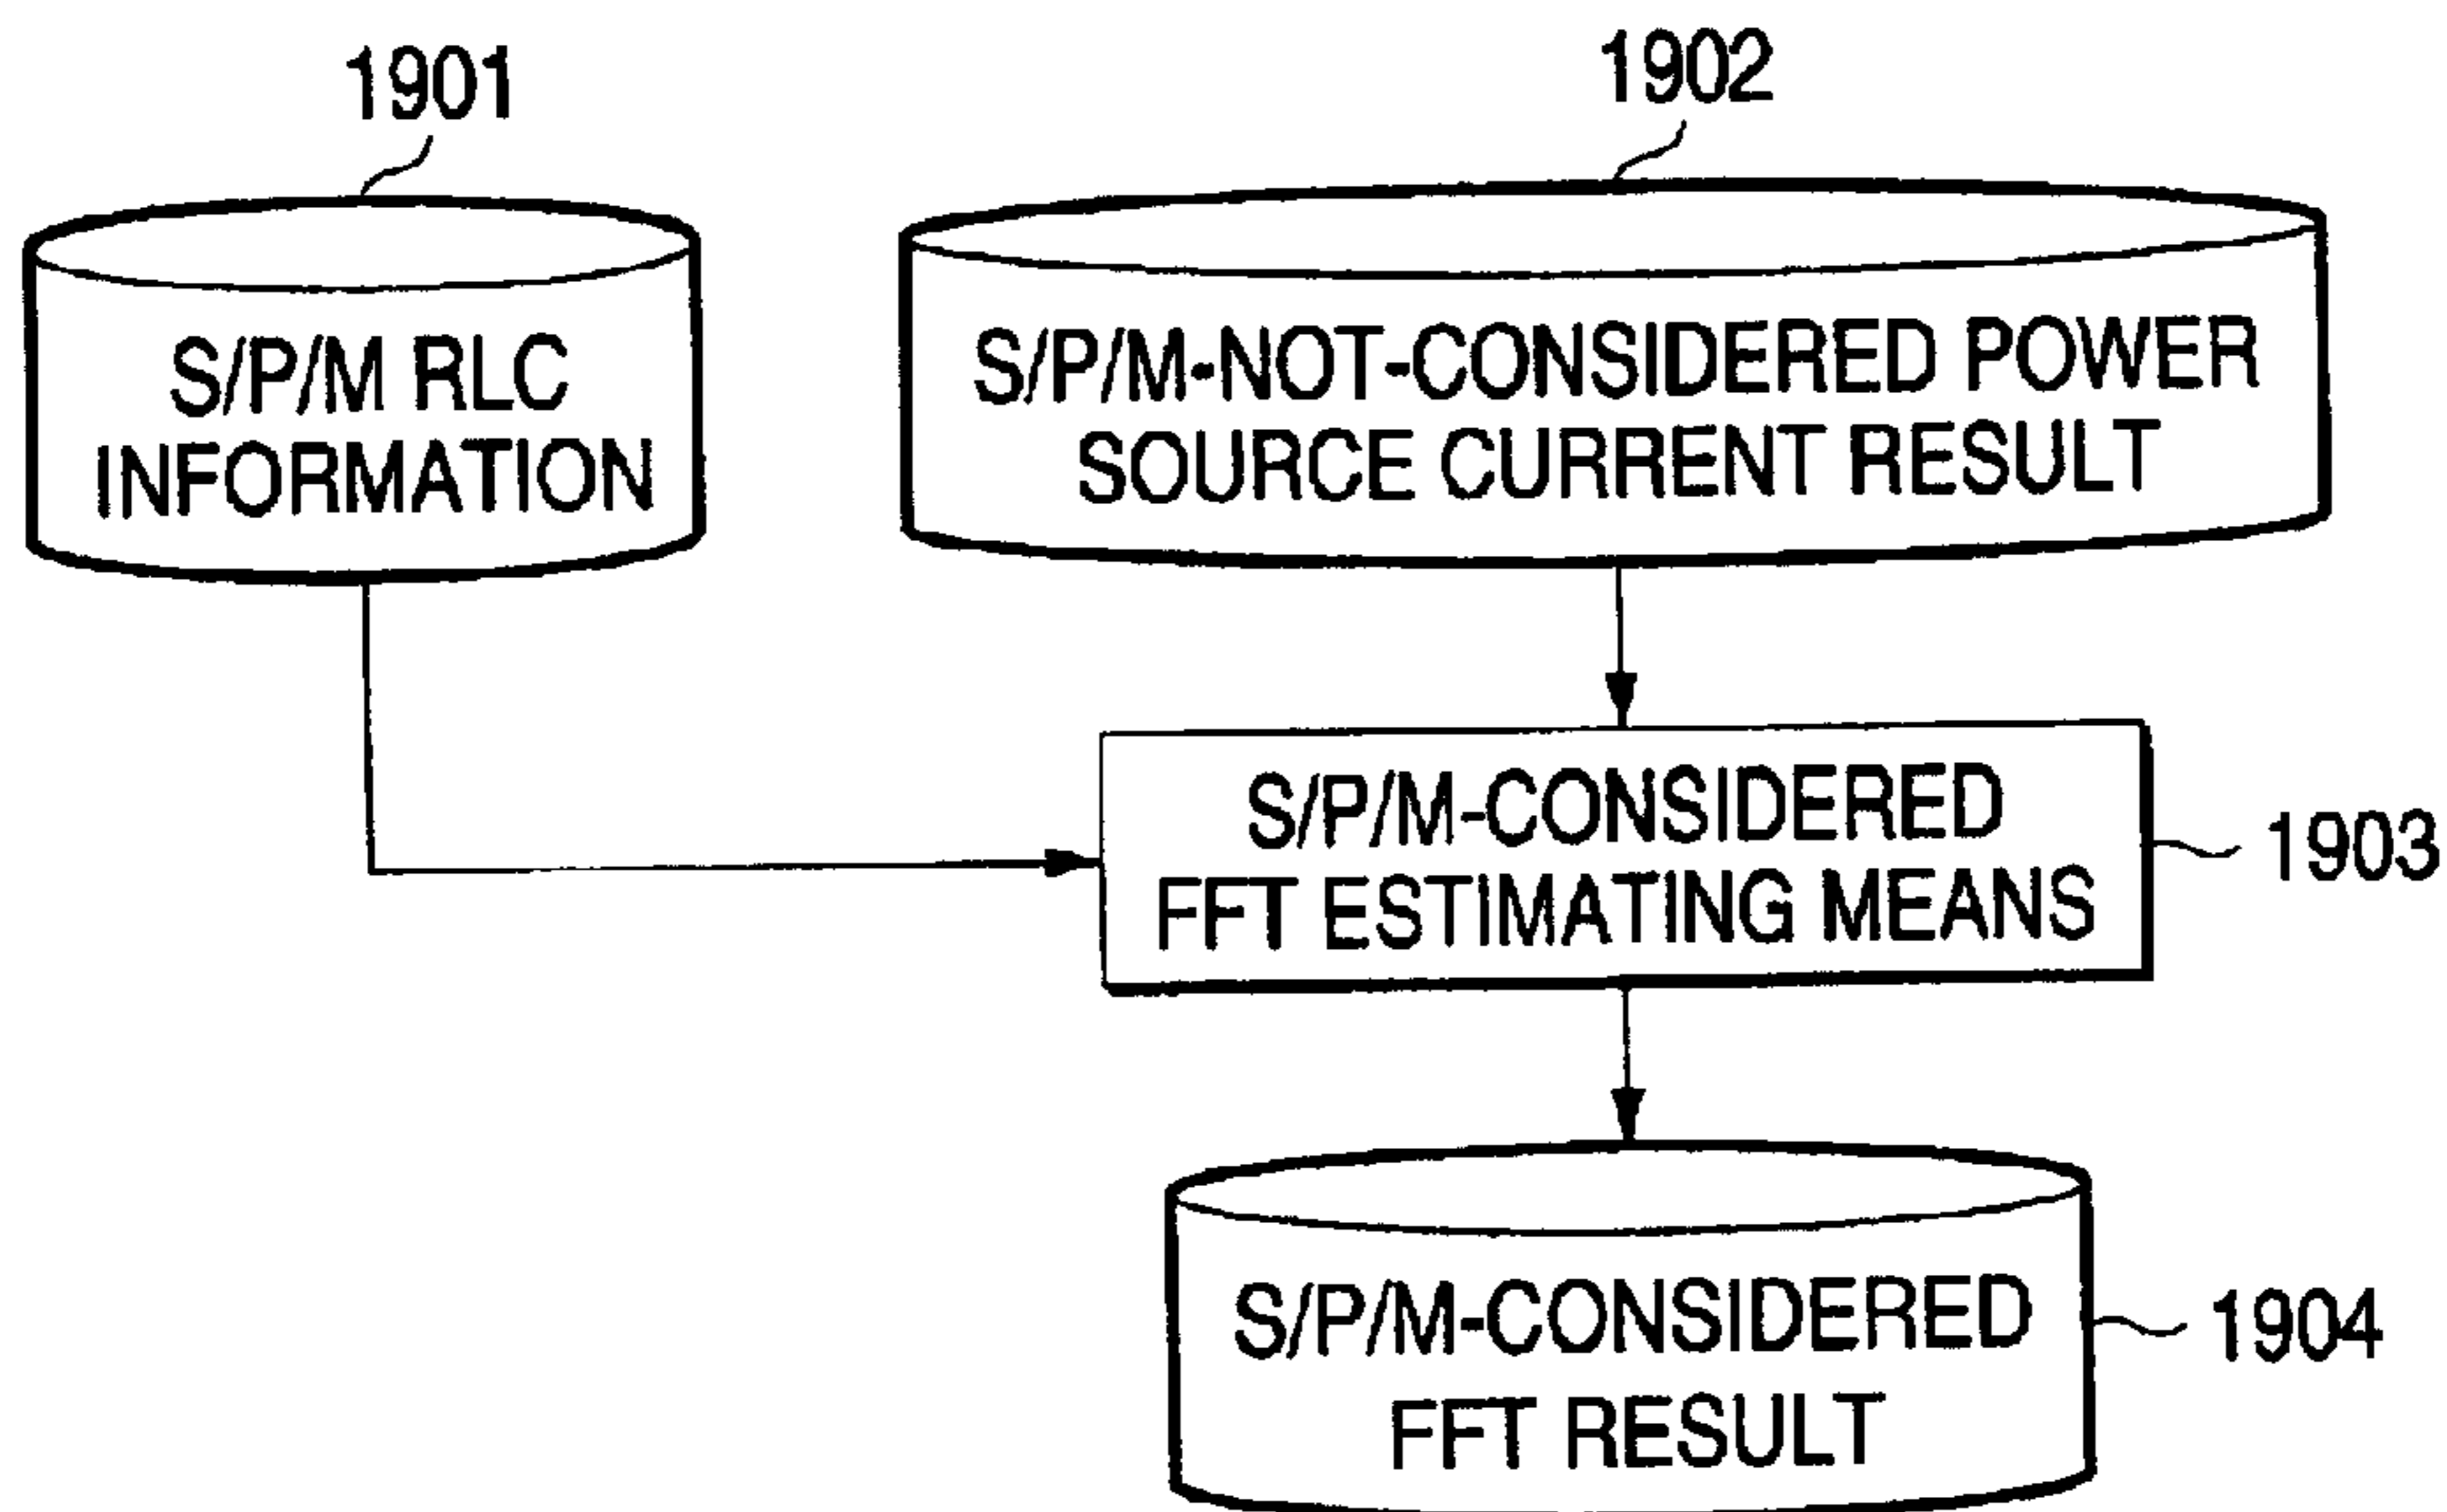 1901
1902
S/P/M RLC
INFORMATION
S/P/M-NOT-CONSIDERED POWER
SOURCE CURRENT RESULT
S/P/M-CONSIDERED
FFT ESTIMATING MEANS
1903
S/P/M-CONSIDERED
FFT RESULT
1904